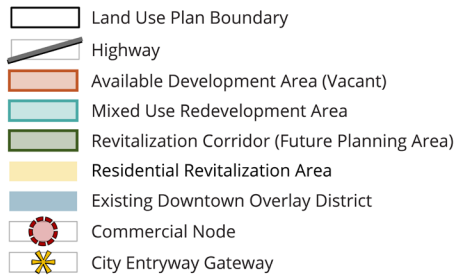 Land Use Plan Boundary
Highway
Available Development Area (Vacant)
Mixed Use Redevelopment Area
Revitalization Corridor (Future Planning Area)
Residential Revitalization Area
Existing Downtown Overlay District
Commercial Node
City Entryway Gateway